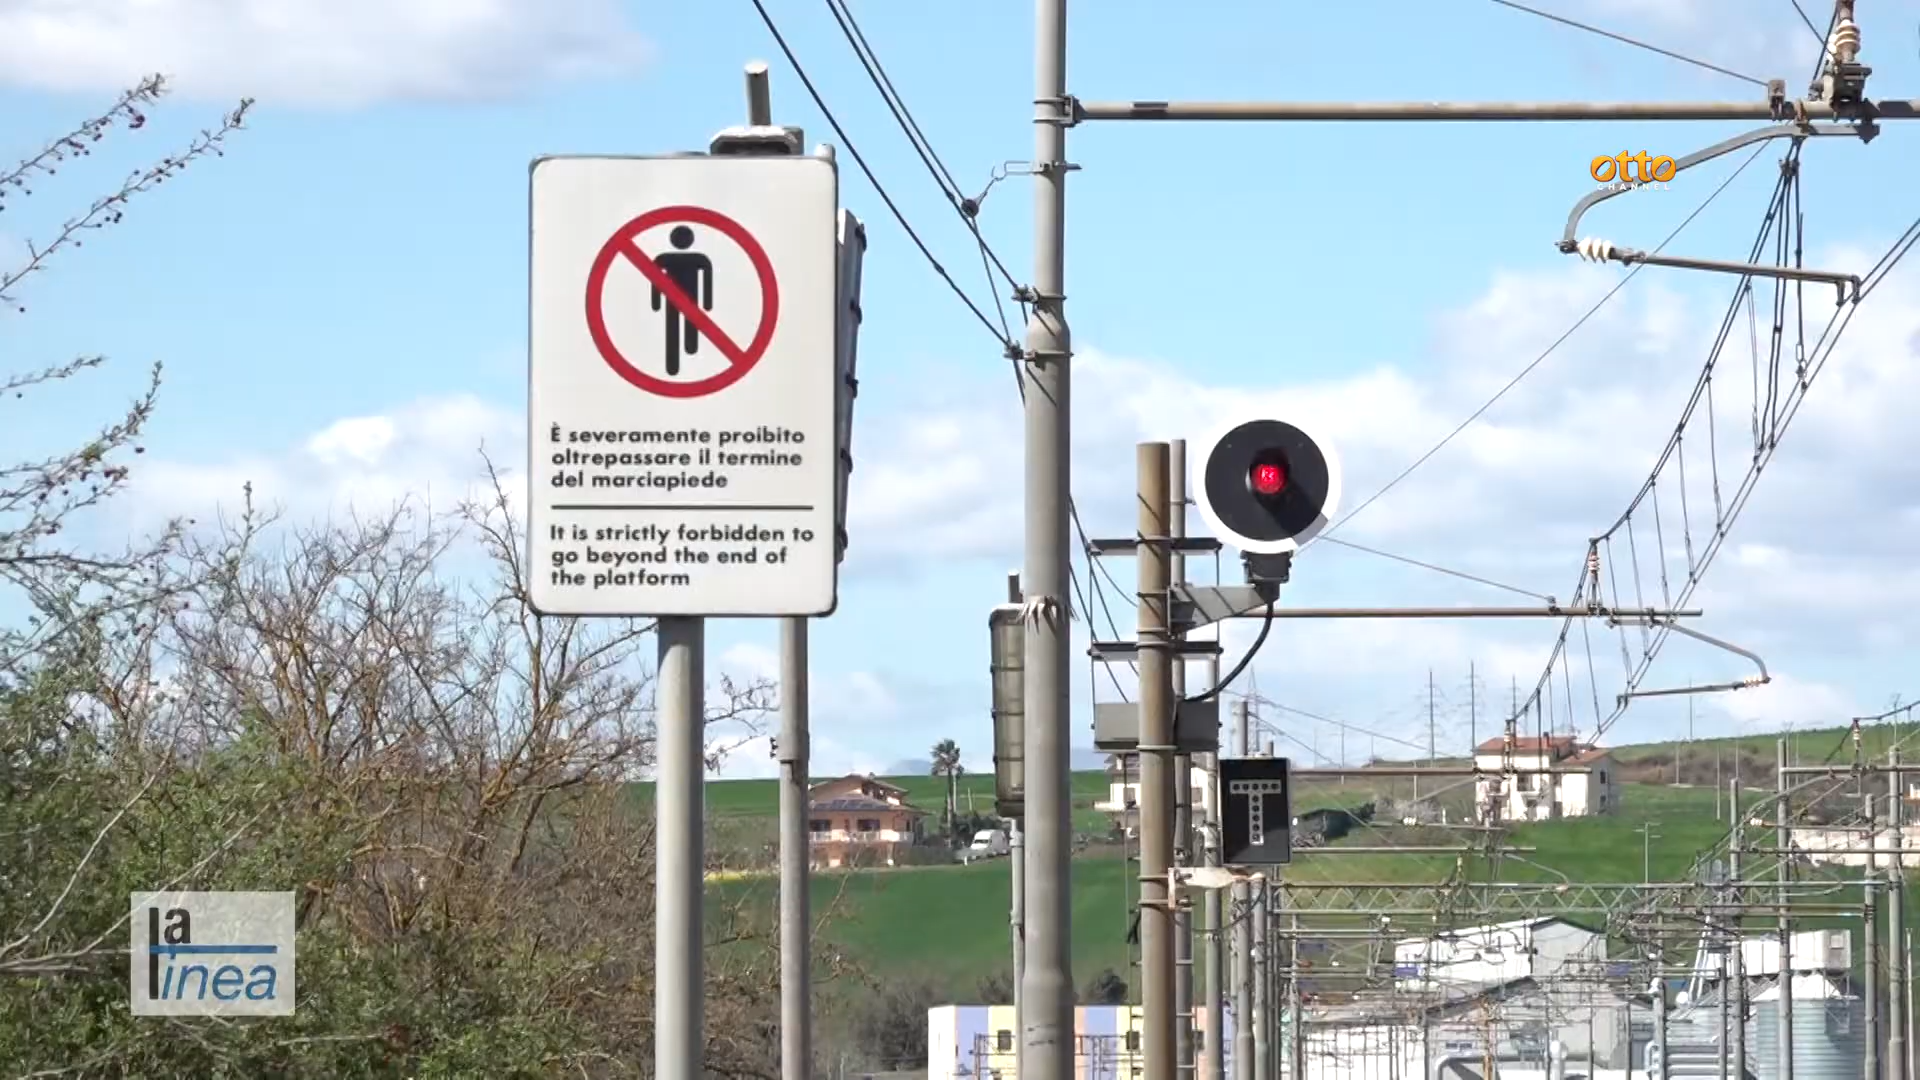 otto
CHANNEL
È severamente proibito
oltrepassare il termine
del marciapiede
It is strictly forbidden to
go beyond the end of
the platform
T
la
linea